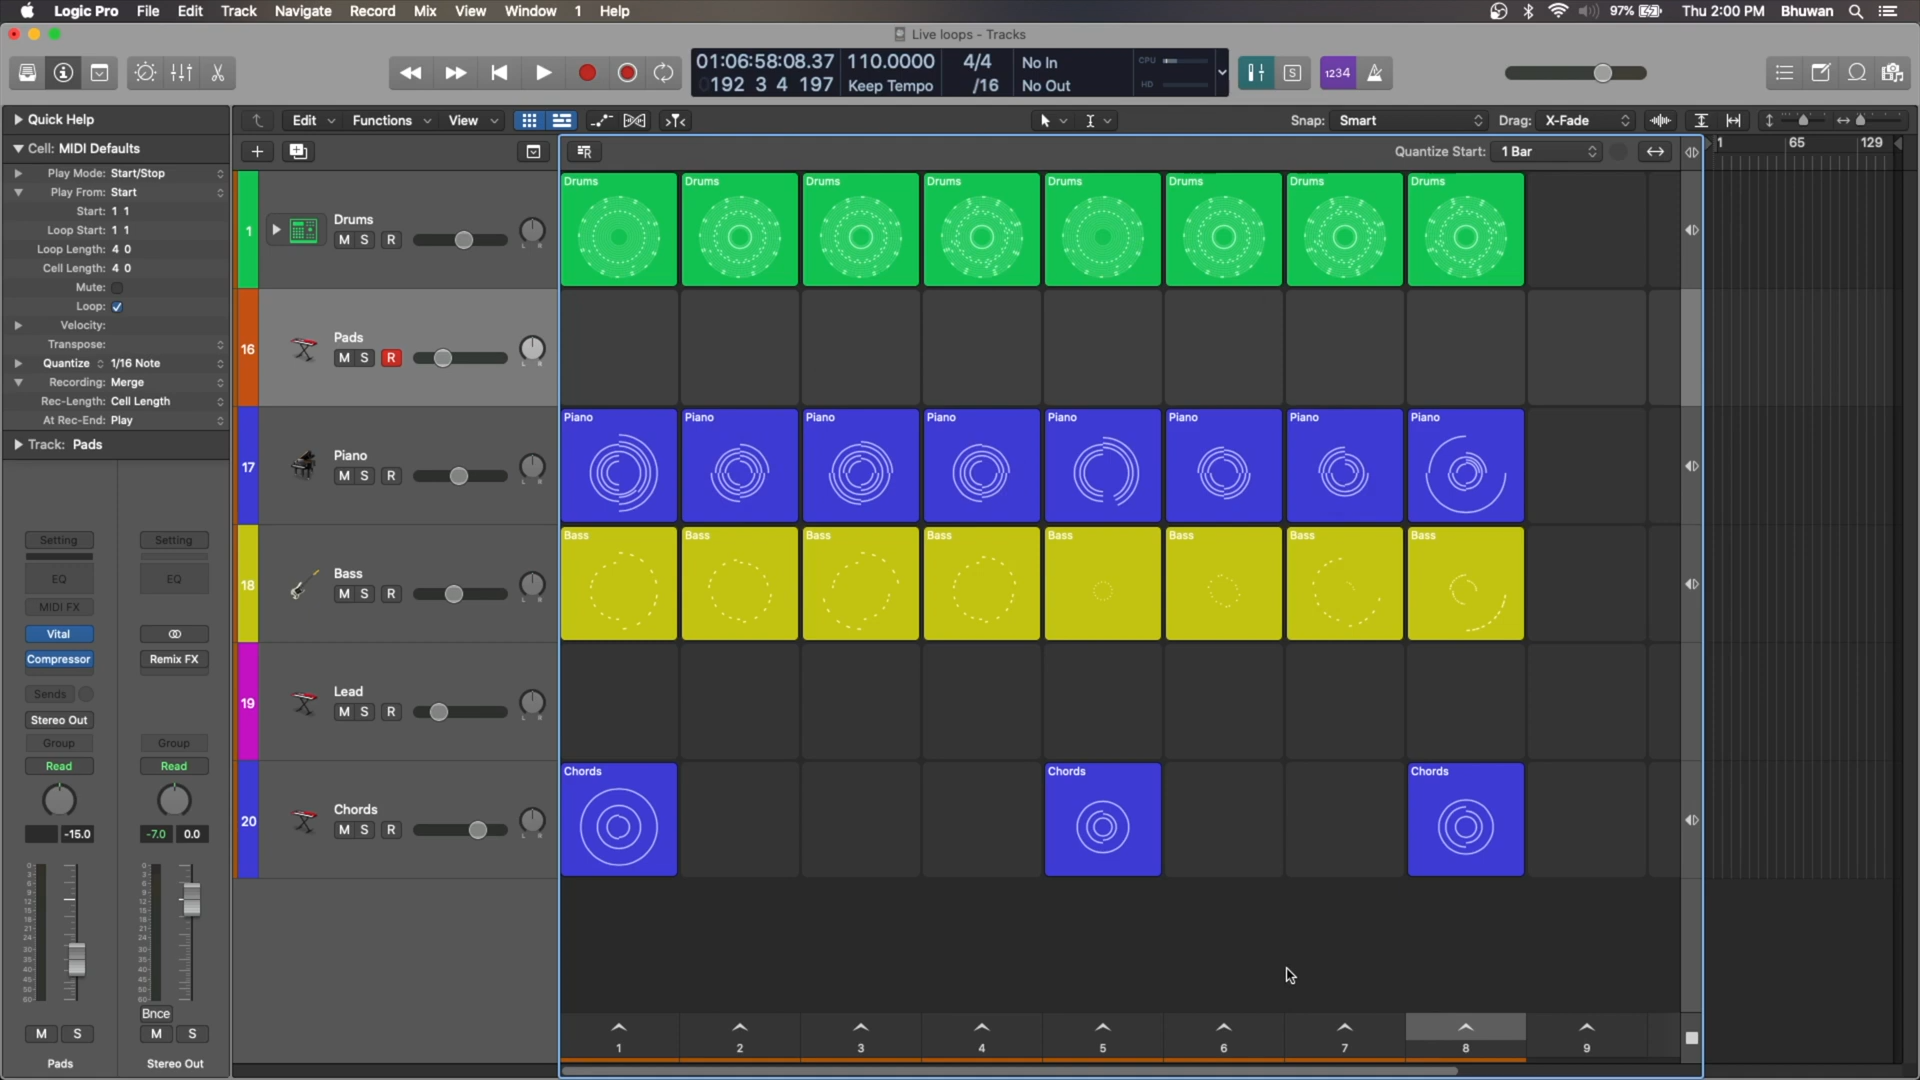 Logic Pro File Edit Track Navigate Record Mix View Window 1 Help
97% Thu 2:00 PM Bhuwan
Live loops - Tracks
01:06:58:08.37 110.0000 4/4 No In CPU
192 3 4 197 Keep Tempo /16 No Out HD
S 1234
Quick Help
Edit Functions View Snap: Smart Drag: X-Fade
Cell: MIDI Defaults
Quantize Start: 1 Bar
1 65 129
Play Mode: Start/Stop
Play From: Start
Start: 1 1
Loop Start: 1 1
Loop Length: 4 0
Cell Length: 4 0
Mute:
Loop:
Velocity:
Transpose:
Quantize 1/16 Note
Recording: Merge
Rec-Length: Cell Length
At Rec-End: Play
Track: Pads
Setting Setting
EQ EQ
MIDI FX
Vital
Compressor Remix FX
Sends
Stereo Out
Group Group
Read Read
-15.0 -7.0 0.0
Bnce
M S M S
Pads Stereo Out
1 Drums
M S R
L R
Drums Drums Drums Drums Drums Drums Drums Drums
16 Pads
M S R
L R
17 Piano
M S R
L R
Piano Piano Piano Piano Piano Piano Piano Piano
18 Bass
M S R
L R
Bass Bass Bass Bass Bass Bass Bass Bass
19 Lead
M S R
L R
20 Chords
M S R
L R
Chords Chords Chords
1 2 3 4 5 6 7 8 9